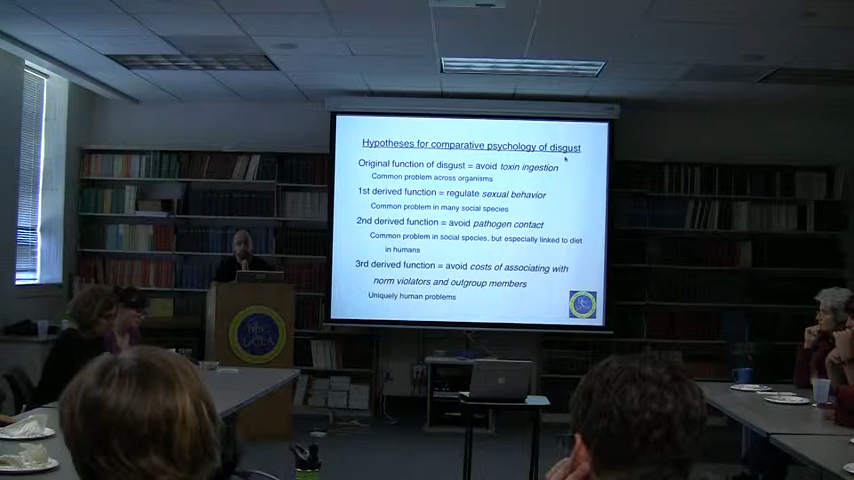 Hypotheses for comparative psychology of disgust
Original function of disgust = avoid toxin ingestion
Common problem across organisms
1st derived function = regulate sexual behavior
Common problem in many social species
2nd derived function = avoid pathogen contact
Common problem in social species, but especially linked to diet
in humans
3rd derived function = avoid costs of associating with
norm violators and outgroup members
Uniquely human problems
UCLA